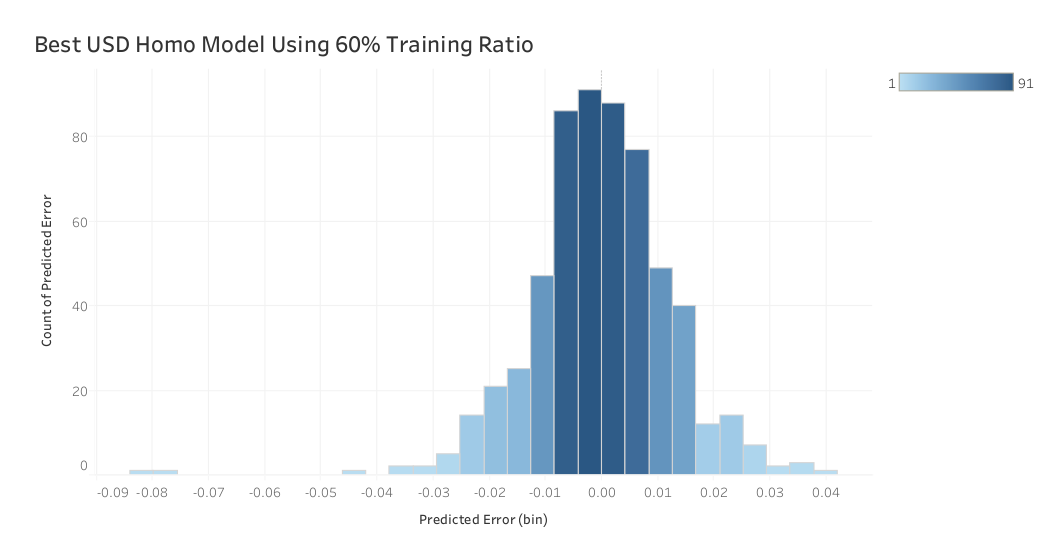 Best USD Homo Model Using 60% Training Ratio
1 91
80
60
40
20
0
Count of Predicted Error
-0.09 -0.08 -0.07 -0.06 -0.05 -0.04 -0.03 -0.02 -0.01 0.00 0.01 0.02 0.03 0.04
Predicted Error (bin)